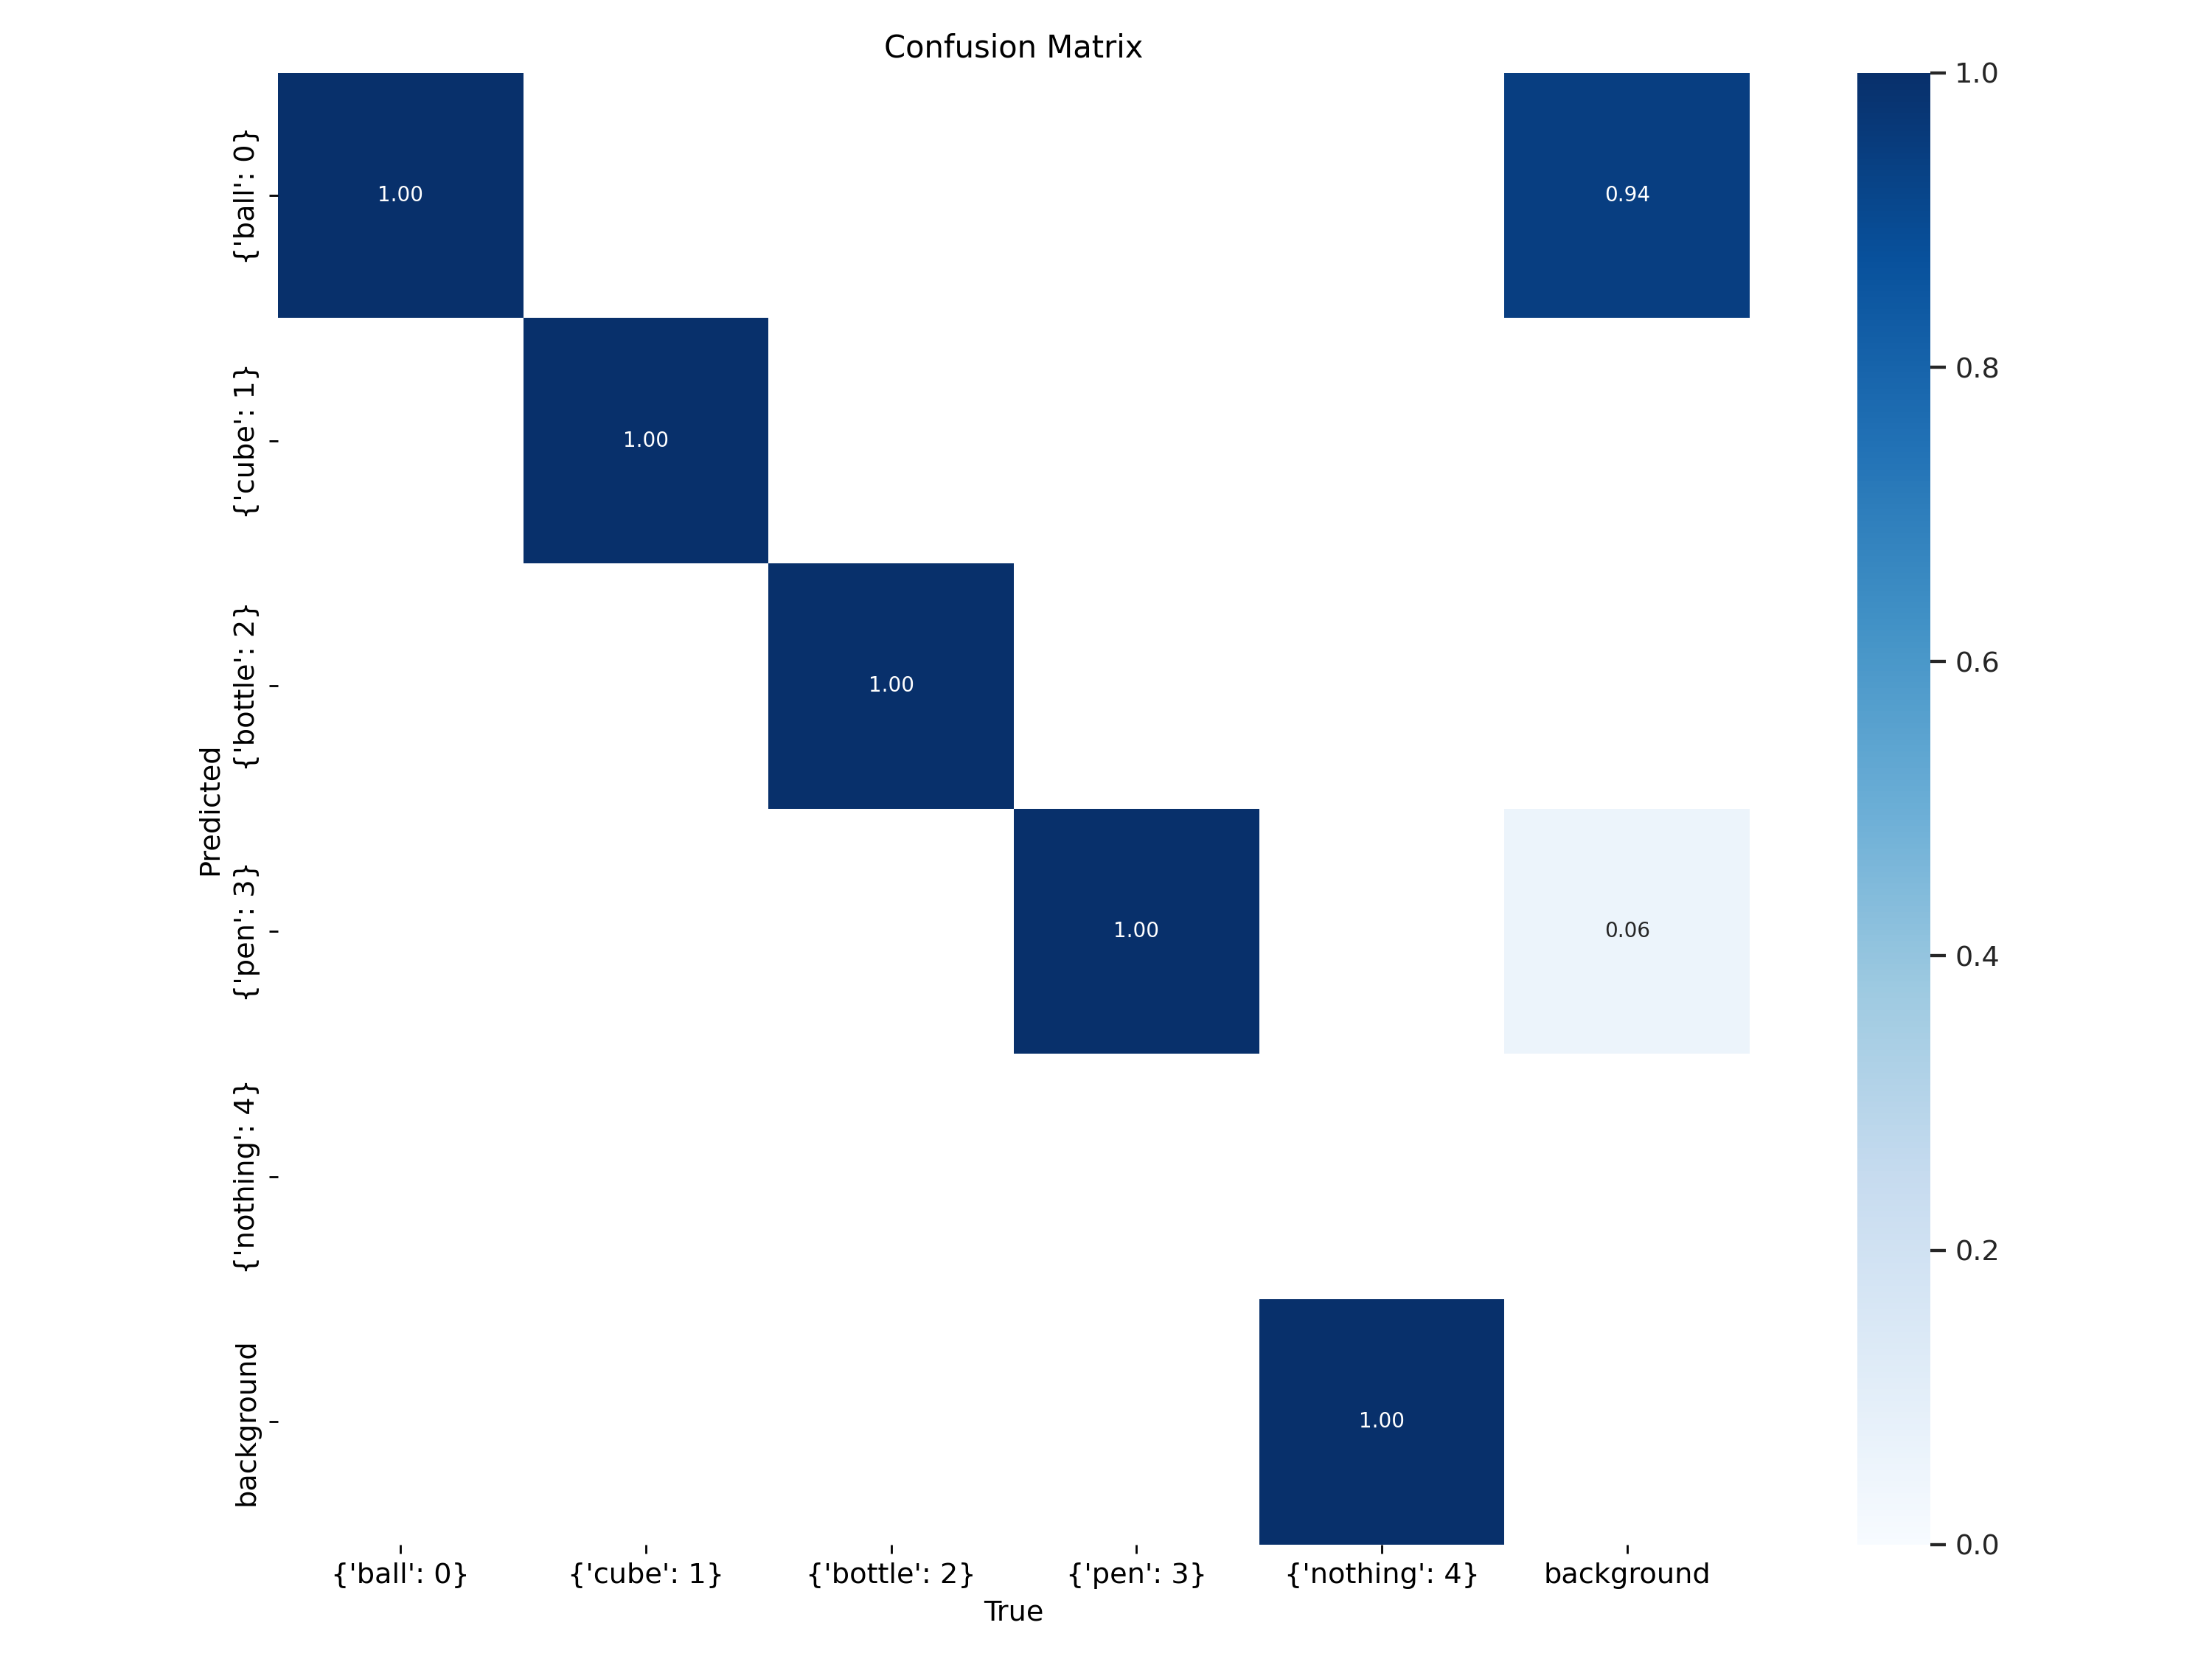 Confusion Matrix
{'ball': 0}
{'cube': 1}
{'bottle': 2}
{'pen': 3}
{'nothing': 4}
background
Predicted
1.00
0.94
1.00
1.00
1.00
0.06
1.00
{'ball': 0}
{'cube': 1}
{'bottle': 2}
{'pen': 3}
{'nothing': 4}
background
True
1.0
0.8
0.6
0.4
0.2
0.0